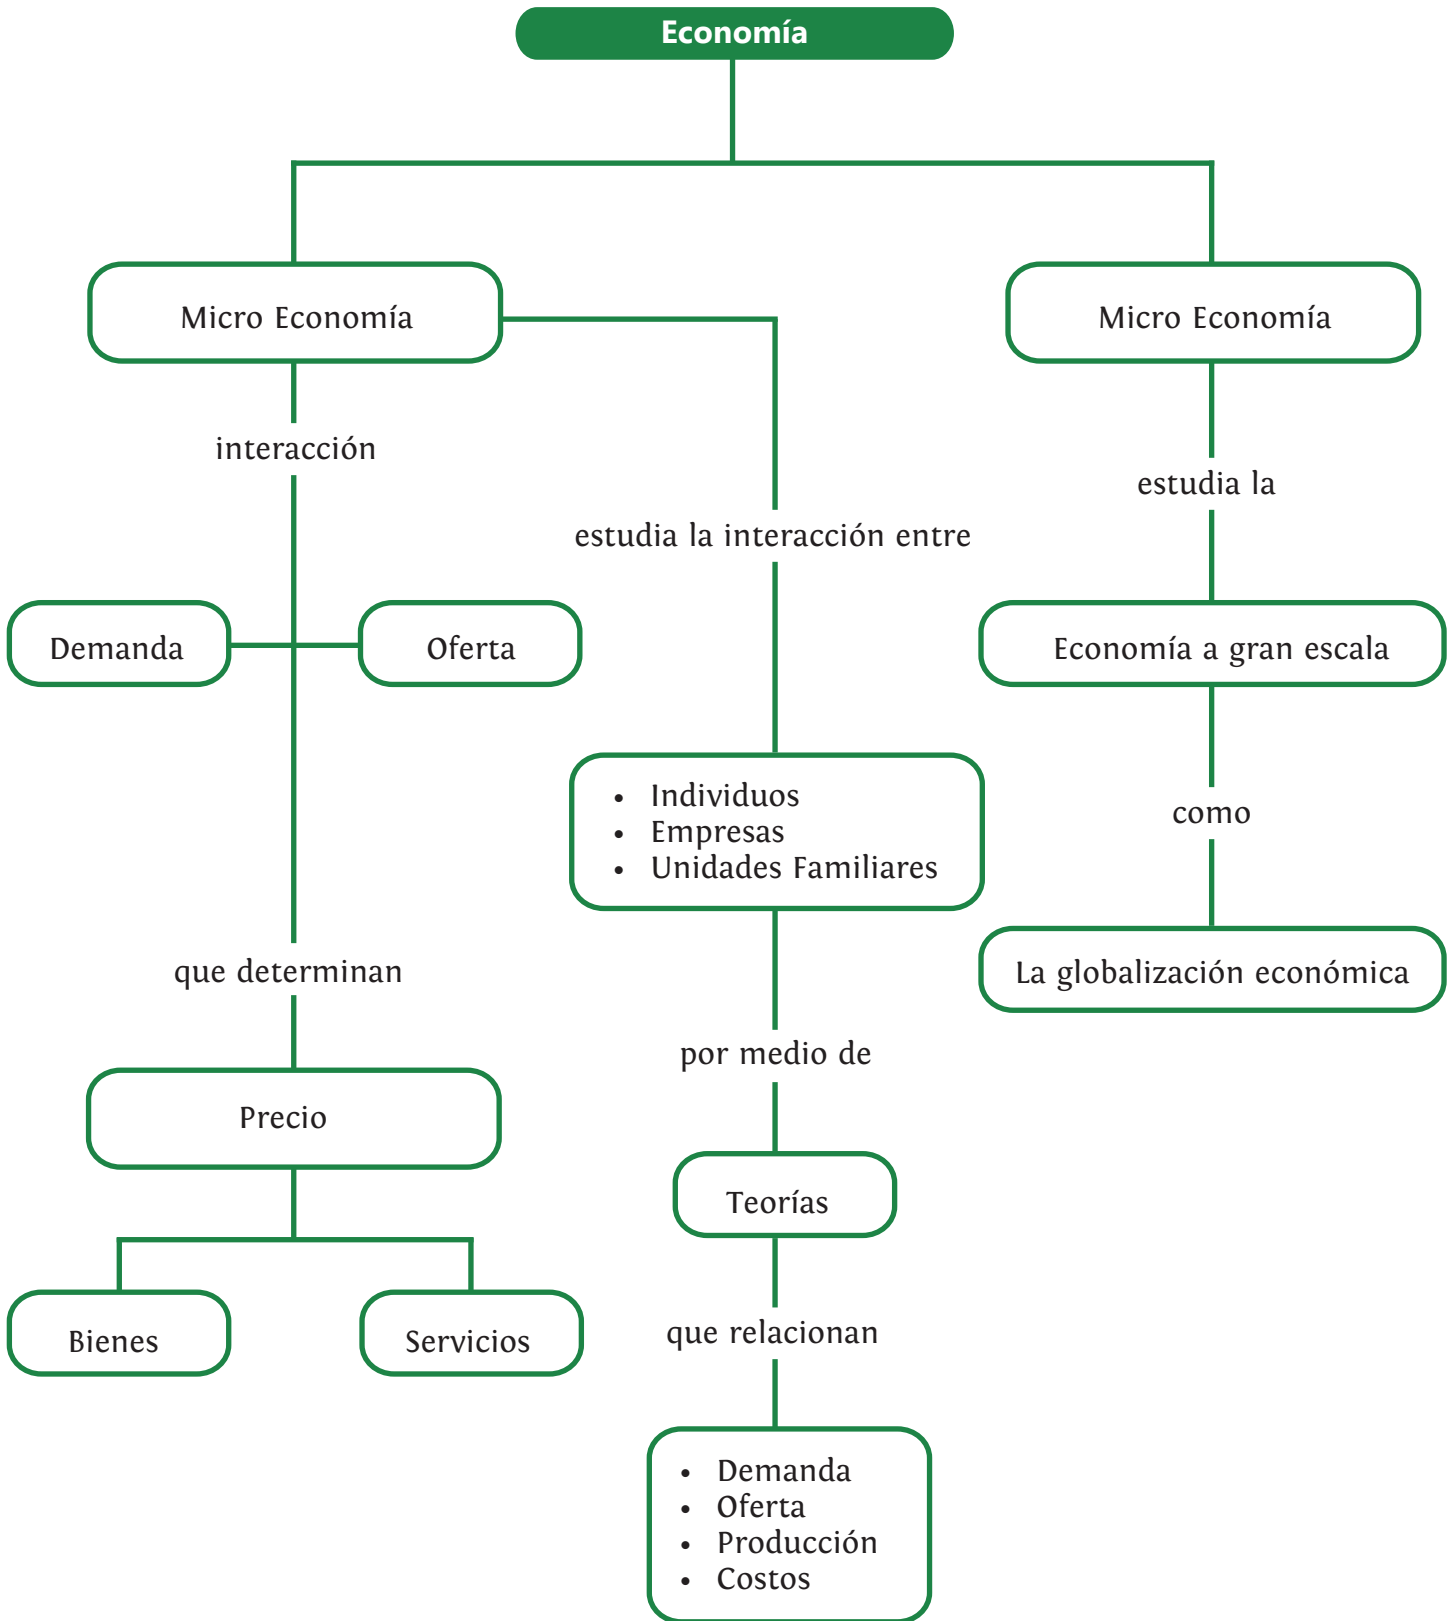 Economía
Micro Economía
Micro Economía
interacción
estudia la
estudia la interacción entre
Demanda
Oferta
Economía a gran escala
• Individuos
• Empresas
• Unidades Familiares
como
que determinan
La globalización económica
por medio de
Precio
Teorías
Bienes
Servicios
que relacionan
• Demanda
• Oferta
• Producción
• Costos